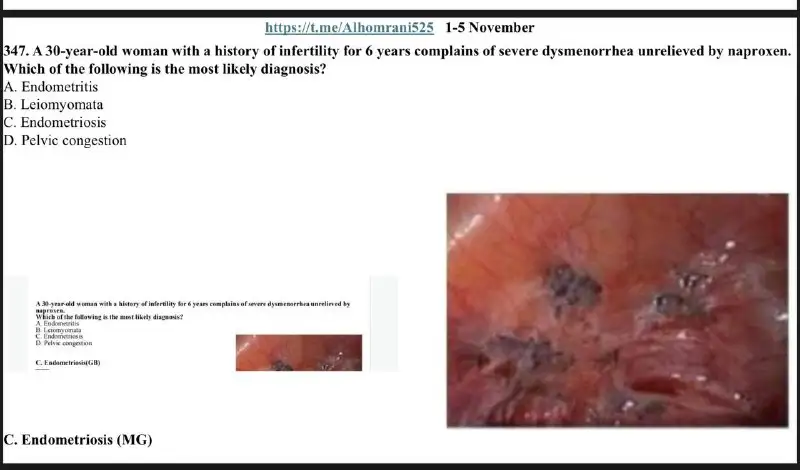 https://t.me/Alhomrani525 1-5 November
347. A 30-year-old woman with a history of infertility for 6 years complains of severe dysmenorrhea unrelieved by naproxen.
Which of the following is the most likely diagnosis?
A. Endometritis
B. Leiomyomata
C. Endometriosis
D. Pelvic congestion
A 30-year-old woman with a history of infertility for 6 years complains of severe dysmenorrhea unrelieved by
naproxen.
Which of the following is the most likely diagnosis?
A. Endometritis
B. Leiomyomata
C. Endometriosis
D. Pelvic congestion
C. Endometriosis(GB)
C. Endometriosis (MG)